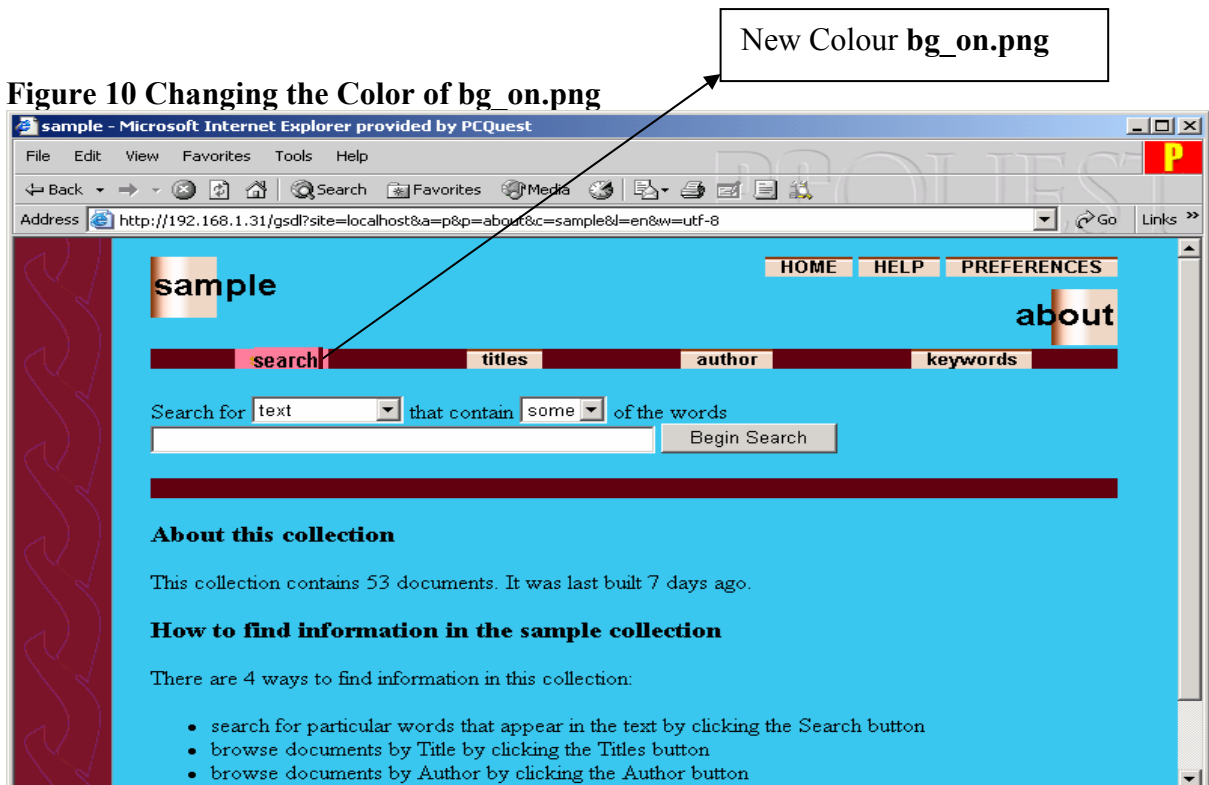 New Colour bg_on.png
Figure 10 Changing the Color of bg_on.png
sample - Microsoft Internet Explorer provided by PCQuest
File Edit View Favorites Tools Help
PCQUEST
P
Back Search Favorites Media
Address http://192.168.1.31/gsdl?site=localhost&a=p&p=about&c=sample&l=en&w=utf-8 Go Links »
HOME HELP PREFERENCES
sample
about
search titles author keywords
Search for text that contain some of the words
Begin Search
About this collection
This collection contains 53 documents. It was last built 7 days ago.
How to find information in the sample collection
There are 4 ways to find information in this collection:
• search for particular words that appear in the text by clicking the Search button
• browse documents by Title by clicking the Titles button
• browse documents by Author by clicking the Author button